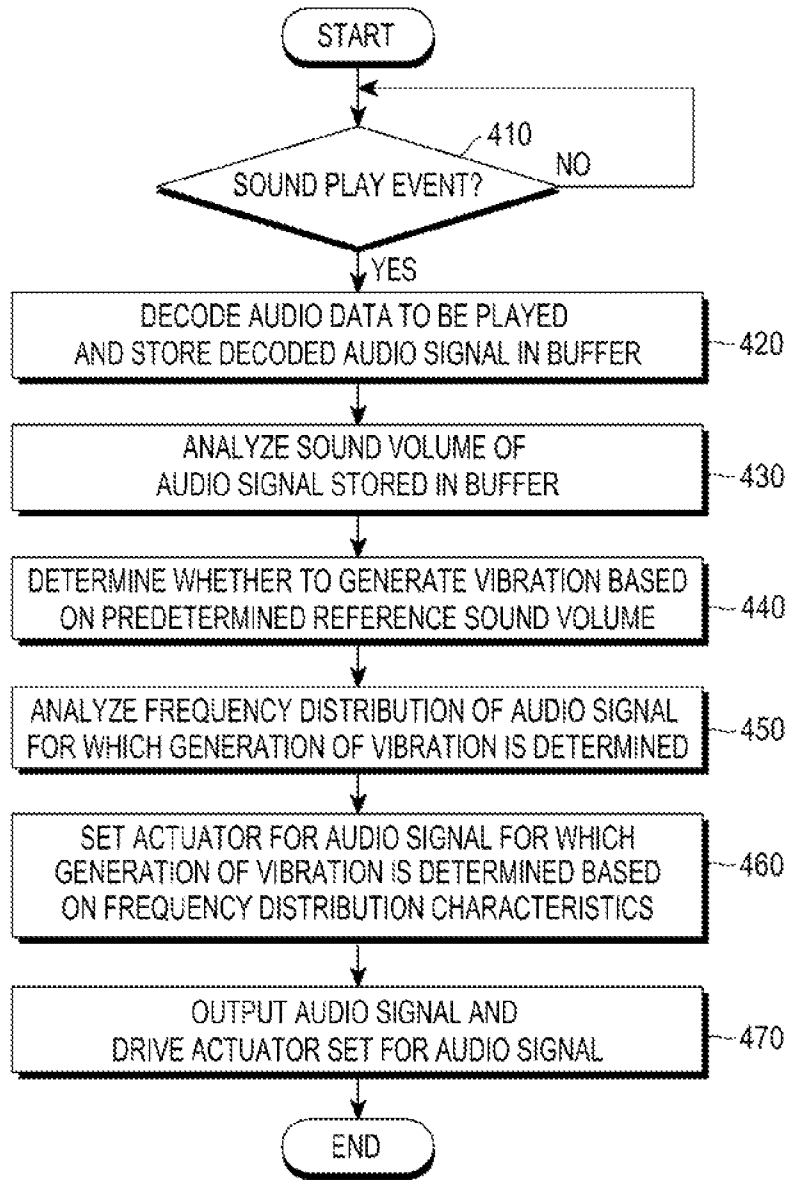 START
410
SOUND PLAY EVENT?
NO
YES
DECODE AUDIO DATA TO BE PLAYED
AND STORE DECODED AUDIO SIGNAL IN BUFFER
420
ANALYZE SOUND VOLUME OF
AUDIO SIGNAL STORED IN BUFFER
430
DETERMINE WHETHER TO GENERATE VIBRATION BASED
ON PREDETERMINED REFERENCE SOUND VOLUME
440
ANALYZE FREQUENCY DISTRIBUTION OF AUDIO SIGNAL
FOR WHICH GENERATION OF VIBRATION IS DETERMINED
450
SET ACTUATOR FOR AUDIO SIGNAL FOR WHICH
GENERATION OF VIBRATION IS DETERMINED BASED
ON FREQUENCY DISTRIBUTION CHARACTERISTICS
460
OUTPUT AUDIO SIGNAL AND
DRIVE ACTUATOR SET FOR AUDIO SIGNAL
470
END